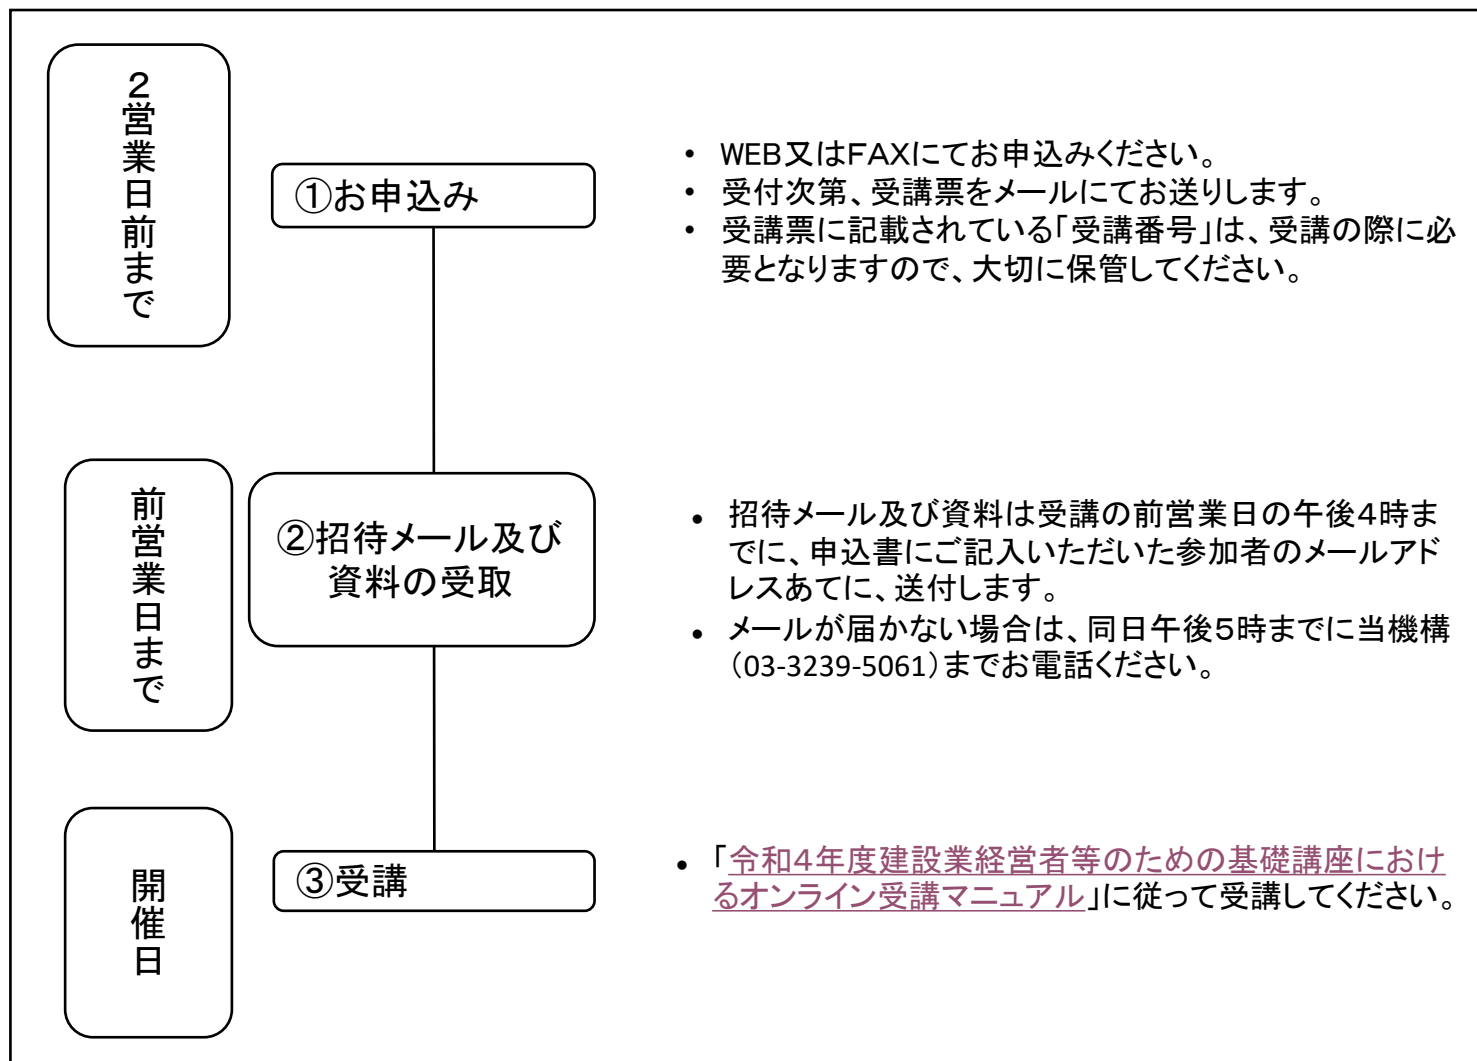 ２営業日前まで
①お申込み
• WEB又はFAXにてお申込みください。
• 受付次第、受講票をメールにてお送りします。
• 受講票に記載されている「受講番号」は、受講の際に必
要となりますので、大切に保管してください。
前営業日まで
②招待メール及び
資料の受取
• 招待メール及び資料は受講の前営業日の午後４時ま
でに、申込書にご記入いただいた参加者のメールアド
レスあてに、送付します。
• メールが届かない場合は、同日午後５時までに当機構
（03-3239-5061）までお電話ください。
開催日
③受講
• 「令和４年度建設業経営者等のための基礎講座におけ
るオンライン受講マニュアル」に従って受講してください。